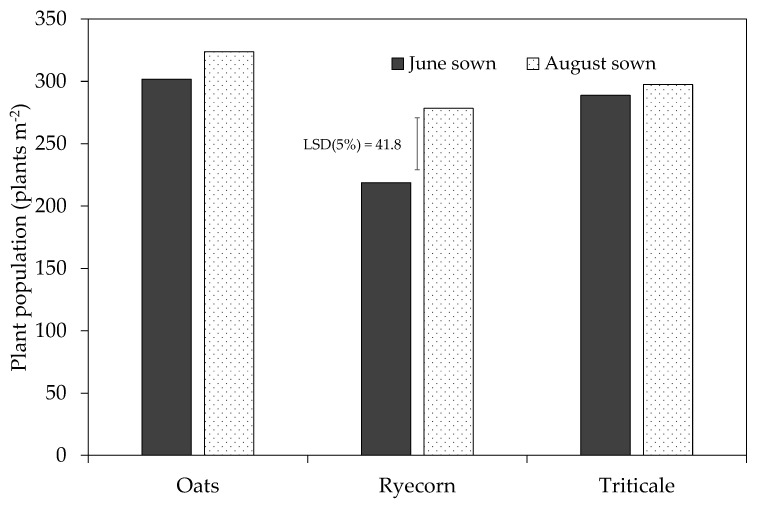 Plant population (plants m⁻²)
350
300
250
200
150
100
50
0
June sown
August sown
LSD(5%) = 41.8
Oats
Ryecorn
Triticale